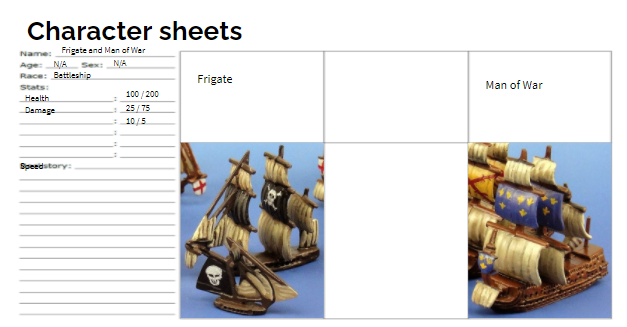 Character sheets
Name: Frigate and Man of War
Age: N/A Sex: N/A
Race: Battleship
Stats:
Health : 100 / 200
Damage : 25 / 75
: 10 / 5
:
:
:
Speed
Frigate
Man of War